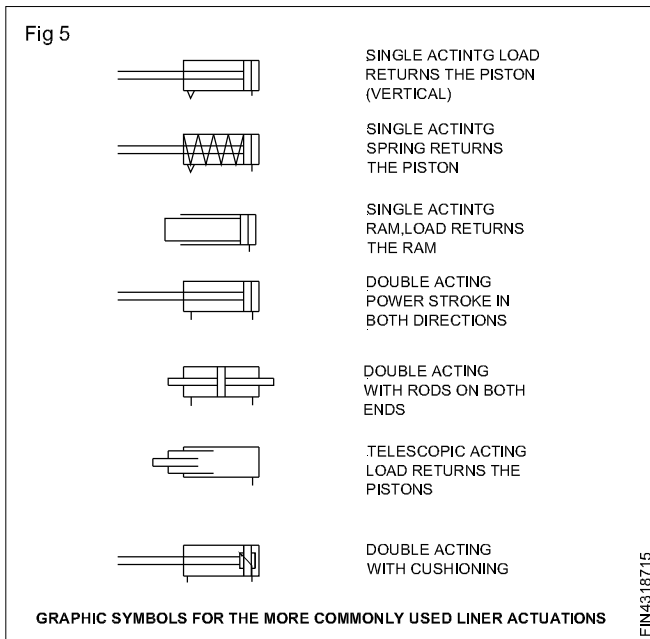 Fig 5
SINGLE ACTINTG LOAD
RETURNS THE PISTON
(VERTICAL)
SINGLE ACTINTG
SPRING RETURNS
THE PISTON
SINGLE ACTINTG
RAM,LOAD RETURNS
THE RAM
DOUBLE ACTING
POWER STROKE IN
BOTH DIRECTIONS
DOUBLE ACTING
WITH RODS ON BOTH
ENDS
TELESCOPIC ACTING
LOAD RETURNS THE
PISTONS
DOUBLE ACTING
WITH CUSHIONING
GRAPHIC SYMBOLS FOR THE MORE COMMONLY USED LINER ACTUATIONS
FIN4318715